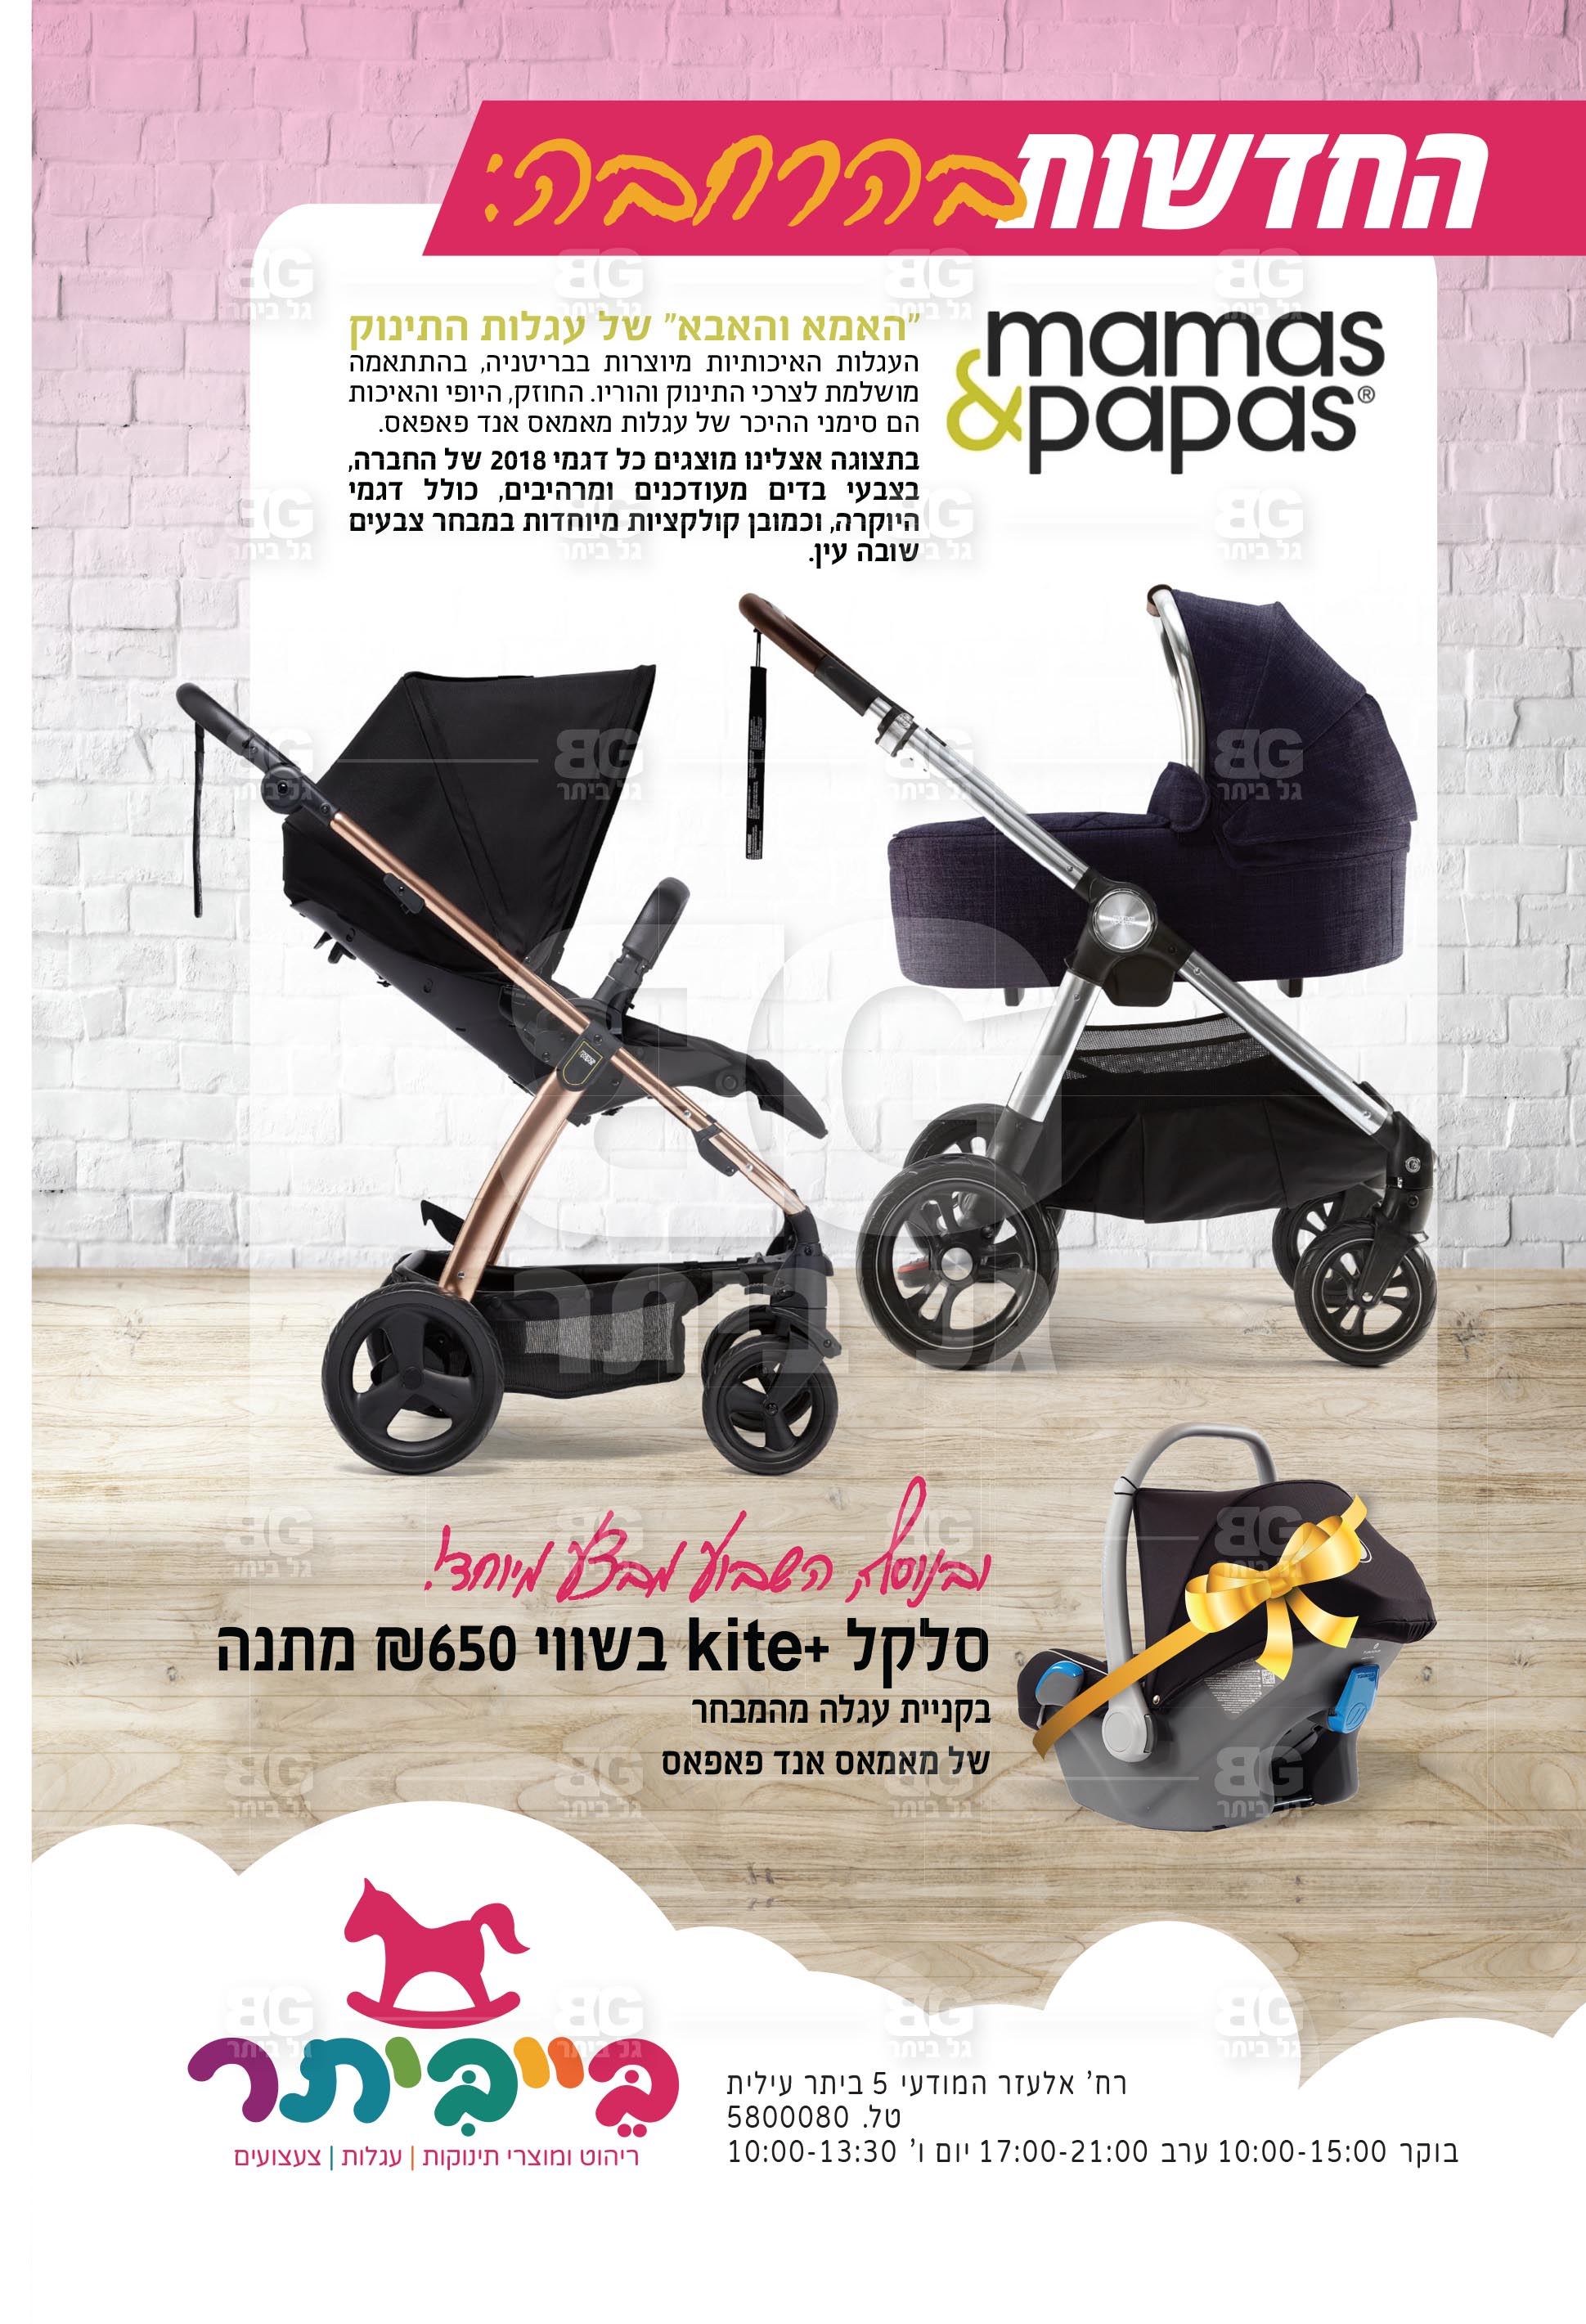 החדשות בהרחבה:
mamas
&papas®
"האמא והאבא" של עגלות התינוק
העגלות האיכותיות מיוצרות בבריטניה, בהתאמה
מושלמת לצרכי התינוק והוריו. החוזק, היופי והאיכות
הם סימני ההיכר של עגלות מאמאס אנד פאפאס.
בתצוגה אצלינו מוצגים כל דגמי 2018 של החברה,
בצבעי בדים מעודכנים ומרהיבים, כולל דגמי
היוקרה, וכמובן קולקציות מיוחדות במבחר צבעים
שובה עין.
ובנוסף, השבוע מבצע מיוחד!
סלקל +kite בשווי 650₪ מתנה
בקניית עגלה מהמבחר
של מאמאס אנד פאפאס
בֵּייבִּיתר
ריהוט ומוצרי תינוקות | עגלות | צעצועים
רח' אלעזר המודעי 5 ביתר עילית
טל. 5800080
בוקר 10:00-15:00 ערב 17:00-21:00 יום ו' 10:00-13:30
BG
גל ביתר